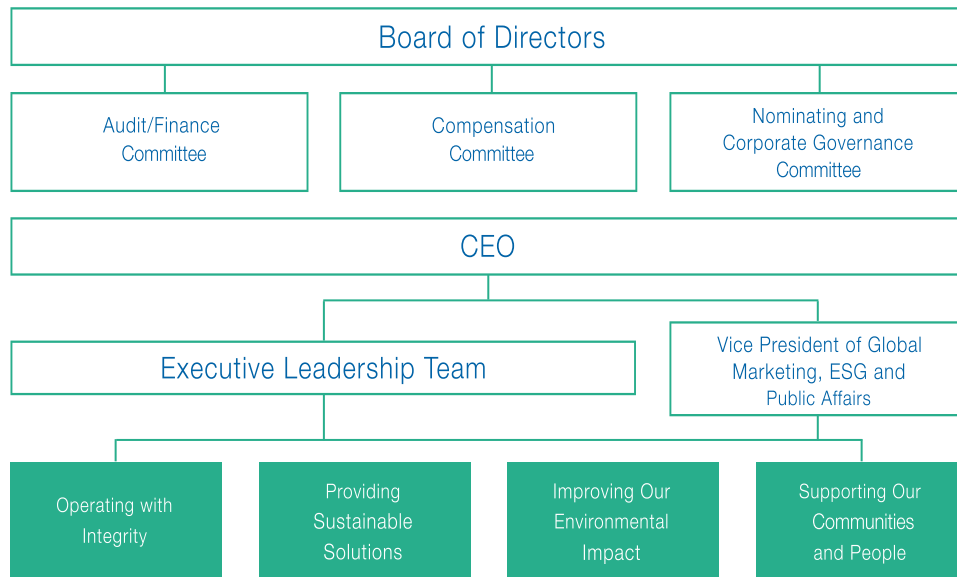 Board of Directors
Audit/Finance
Committee
Compensation
Committee
Nominating and
Corporate Governance
Committee
CEO
Executive Leadership Team
Vice President of Global
Marketing, ESG and
Public Affairs
Operating with
Integrity
Providing
Sustainable
Solutions
Improving Our
Environmental
Impact
Supporting Our
Communities
and People